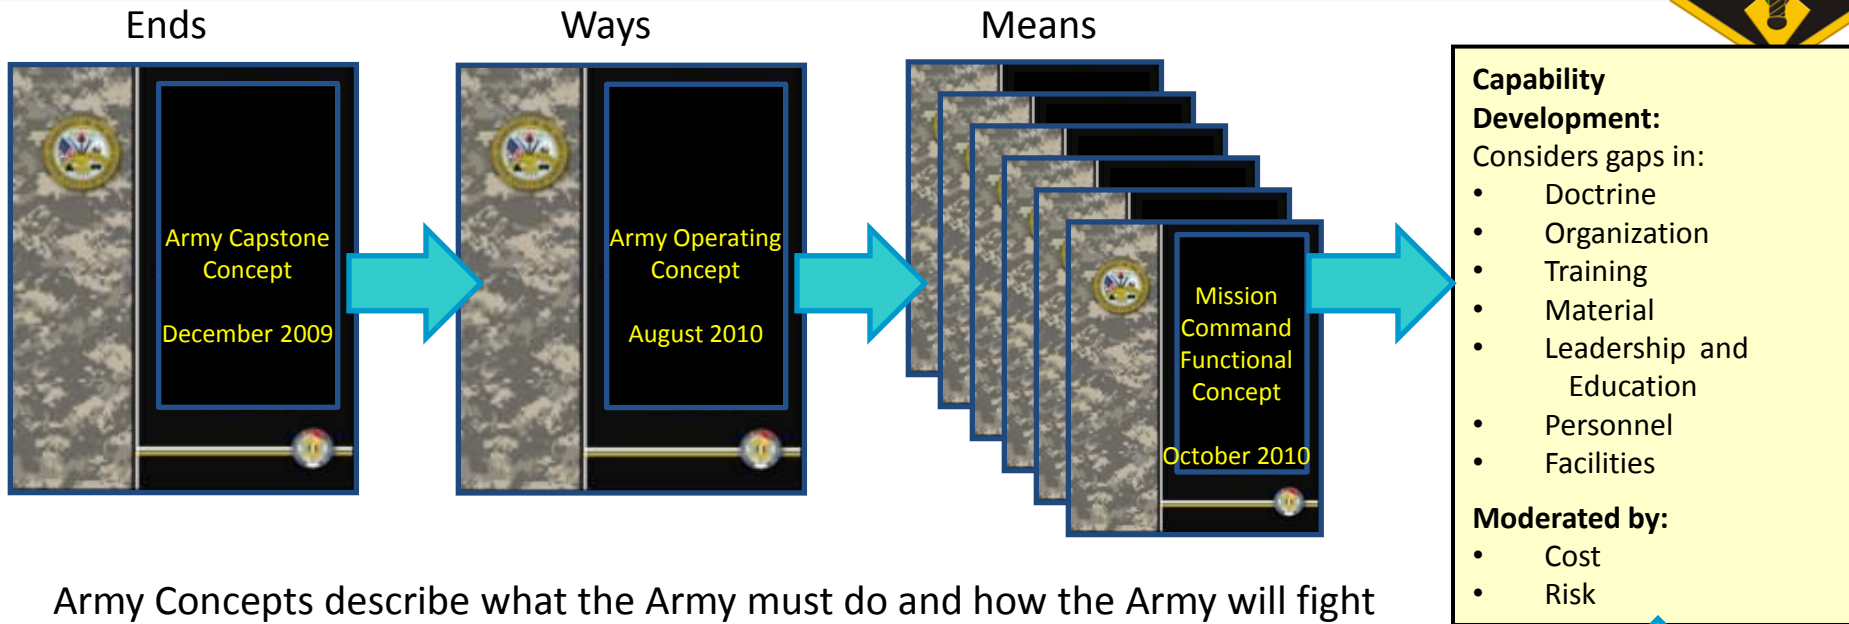 Ends
Ways
Means
Army Capstone
Concept
December 2009
Army Operating
Concept
August 2010
Mission
Command
Functional
Concept
October 2010
Capability
Development:
Considers gaps in:
• Doctrine
• Organization
• Training
• Material
• Leadership and
Education
• Personnel
• Facilities
Moderated by:
• Cost
• Risk
Army Concepts describe what the Army must do and how the Army will fight